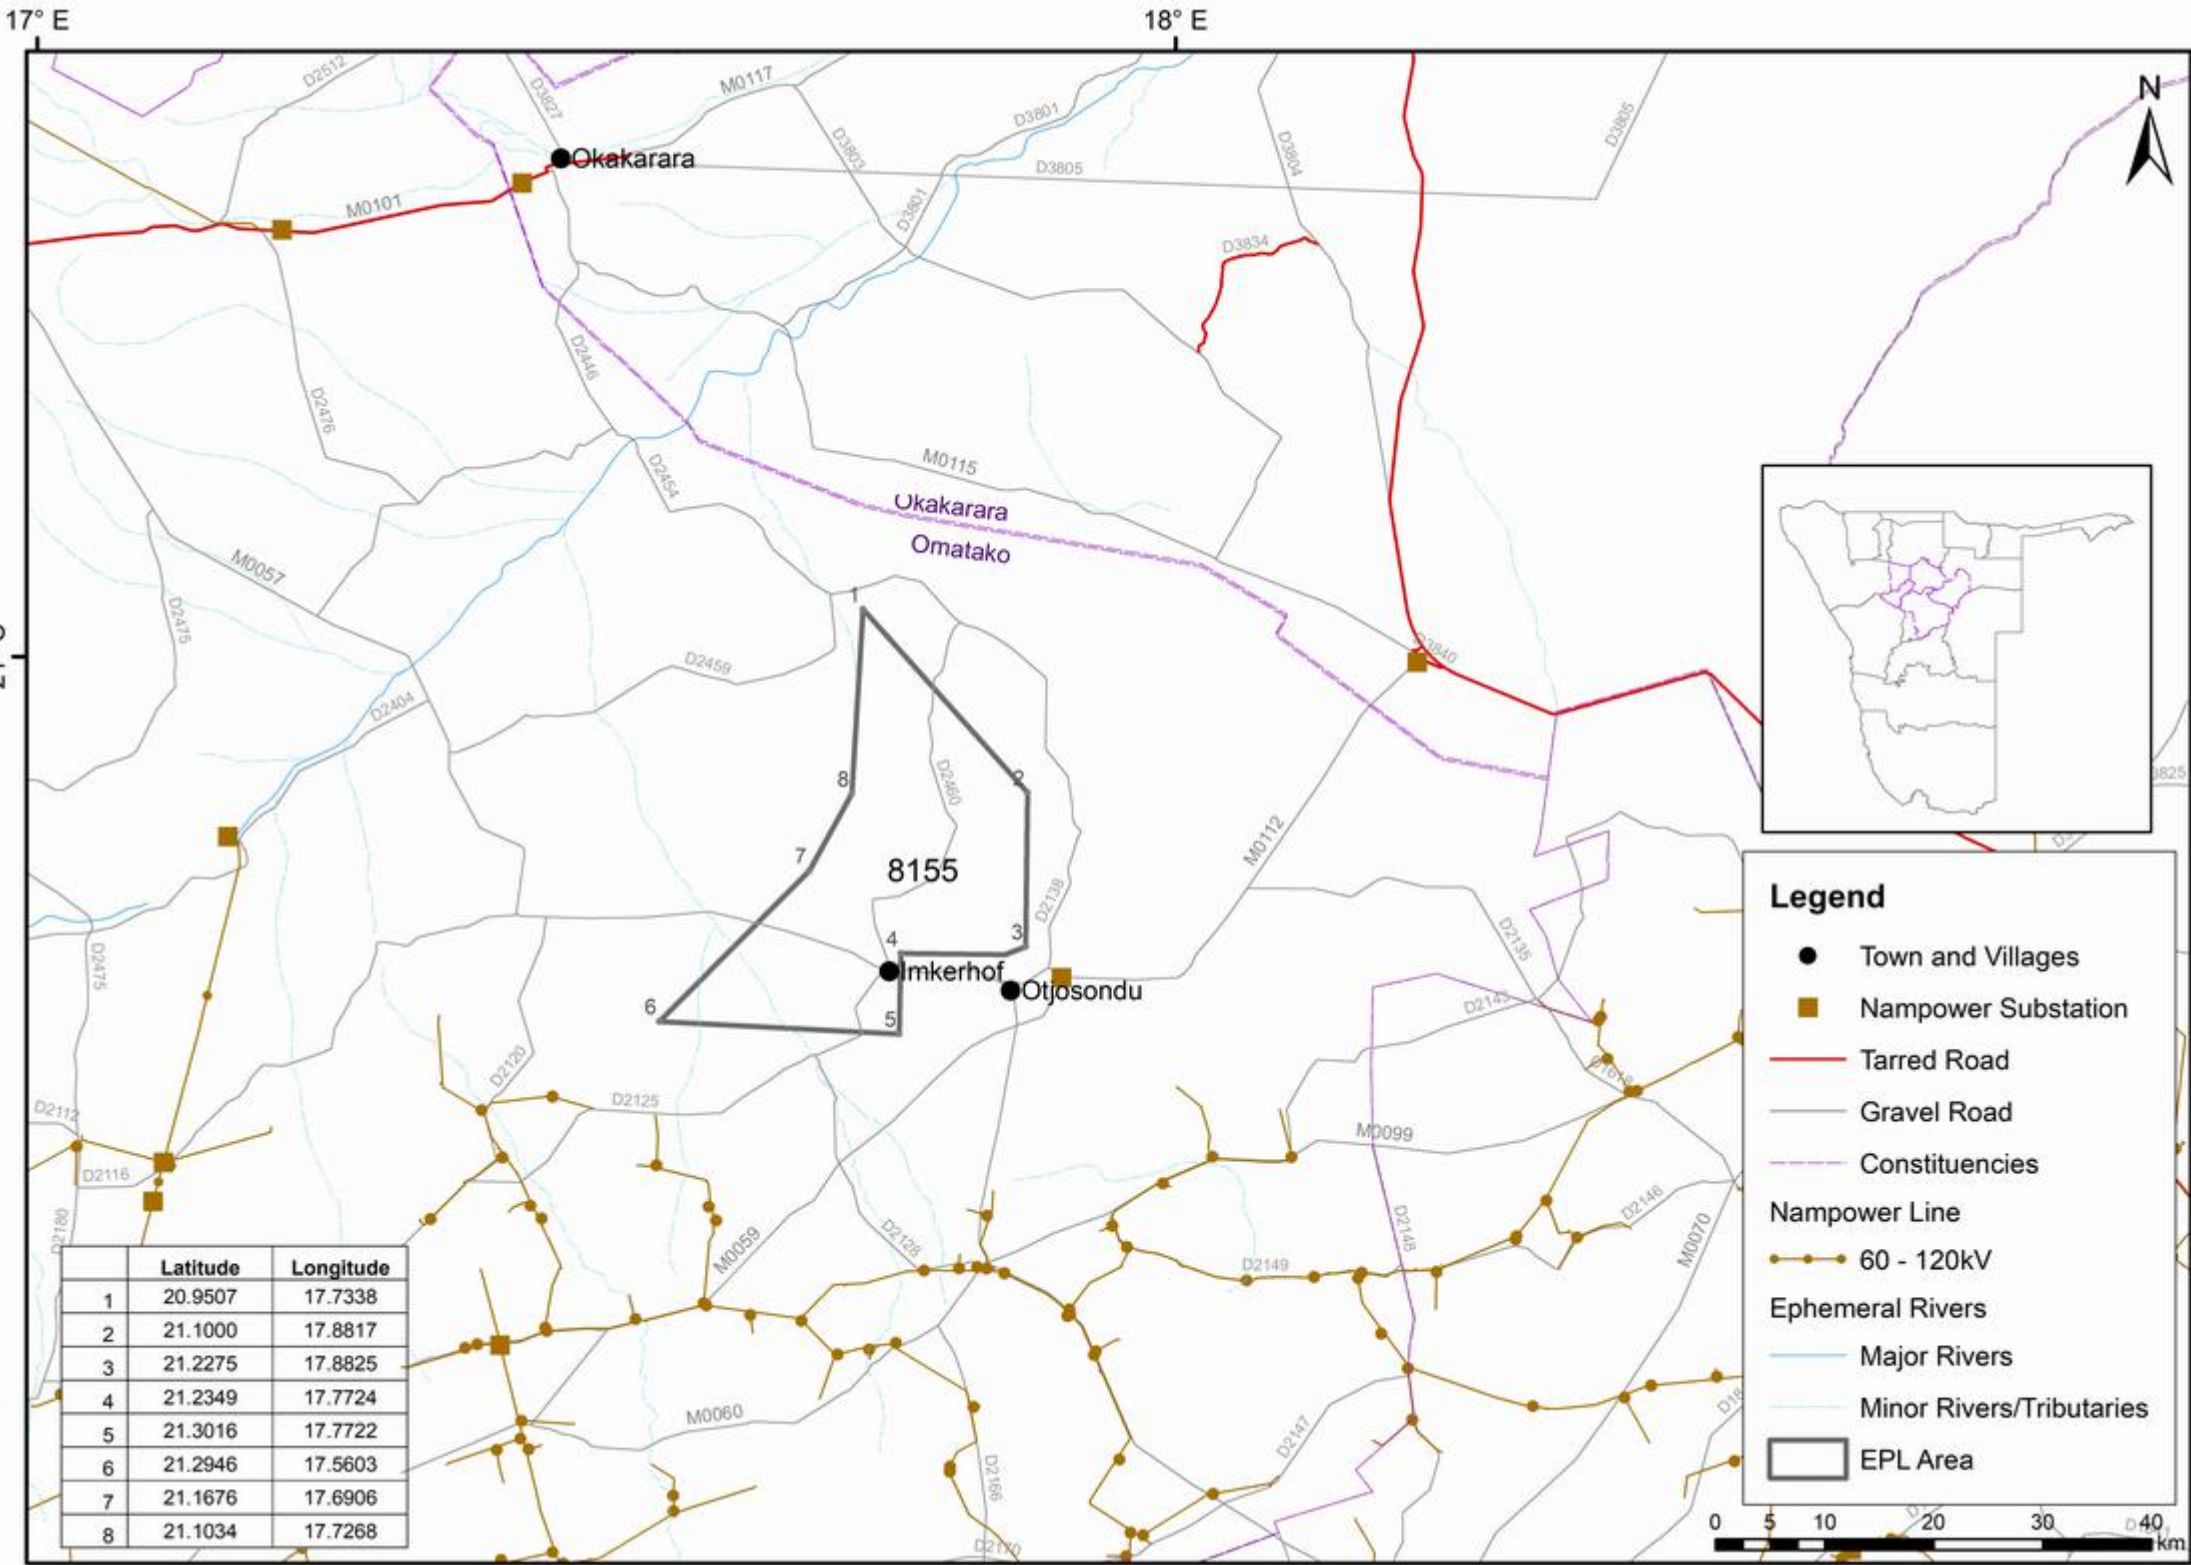 17° E
18° E
D2512
D3827
M0117
D3801
D3803
D3804
D3805
N
Okakarara
D3805
M0101
D3801
D3834
D2446
D2476
D2454
M0115
Okakarara
Omatako
M0057
D2475
1
D2459
D3840
D2404
8
D2460
2
3825
7
8155
M0112
D2138
4
3
D2135
D2475
Imkerhof
Otjosondu
6
5
D2143
D2120
D2125
D1618
D2112
M0099
D2116
D2180
D2146
D2148
M0070
M0059
D2128
D2149
M0060
D2147
D2166
D2170
Latitude Longitude
1 20.9507 17.7338
2 21.1000 17.8817
3 21.2275 17.8825
4 21.2349 17.7724
5 21.3016 17.7722
6 21.2946 17.5603
7 21.1676 17.6906
8 21.1034 17.7268
Legend
Town and Villages
Nampower Substation
Tarred Road
Gravel Road
Constituencies
Nampower Line
60 - 120kV
Ephemeral Rivers
Major Rivers
Minor Rivers/Tributaries
EPL Area
0 5 10 20 30 40
km